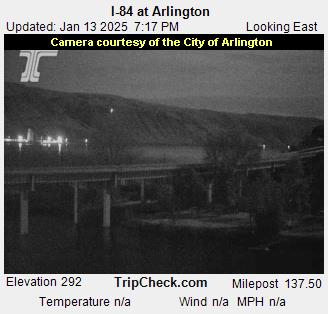 I-84 at Arlington
Updated: Jan 13 2025 7:17 PM Looking East
Camera courtesy of the City of Arlington
Elevation 292 TripCheck.com Milepost 137.50
Temperature n/a Wind n/a MPH n/a